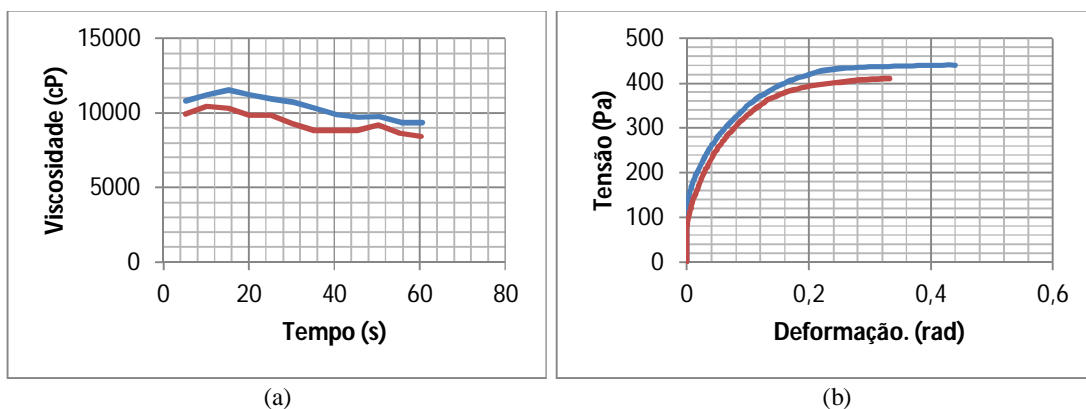 Viscosidade (cP)
15000
10000
5000
0
0 20 40 60 80
Tempo (s)
(a)
Tensão (Pa)
500
400
300
200
100
0
0 0,2 0,4 0,6
Deformação. (rad)
(b)